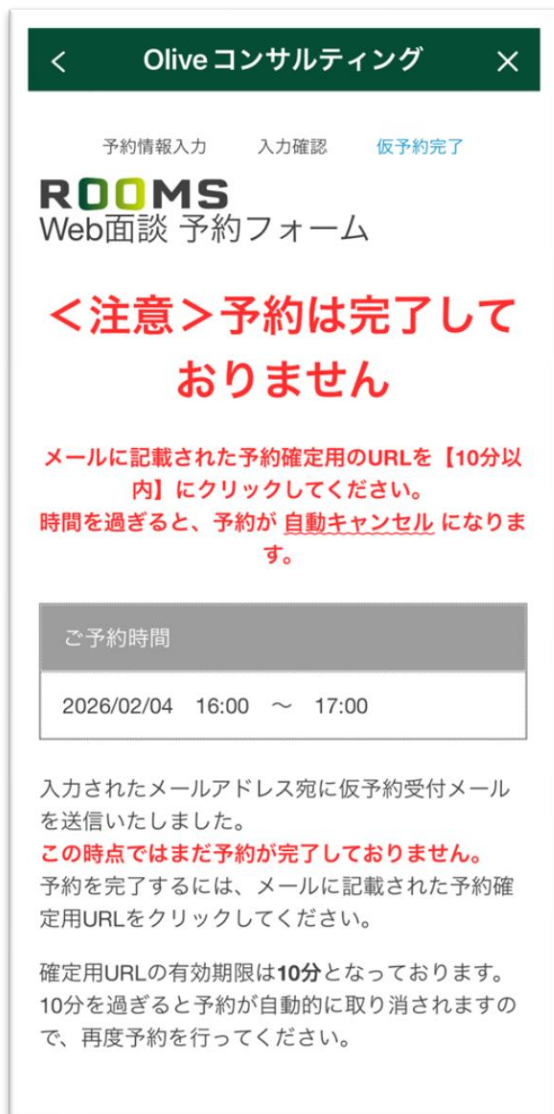 < Olive コンサルティング ×
予約情報入力 入力確認 仮予約完了
ROOMS
Web面談 予約フォーム
＜注意＞予約は完了して
おりません
メールに記載された予約確定用のURLを【10分以
内】にクリックしてください。
時間を過ぎると、予約が 自動キャンセル になりま
す。
ご予約時間
2026/02/04 16:00 ～ 17:00
入力されたメールアドレス宛に仮予約受付メール
を送信いたしました。
この時点ではまだ予約が完了しておりません。
予約を完了するには、メールに記載された予約確
定用URLをクリックしてください。
確定用URLの有効期限は10分となっております。
10分を過ぎると予約が自動的に取り消されますの
で、再度予約を行ってください。